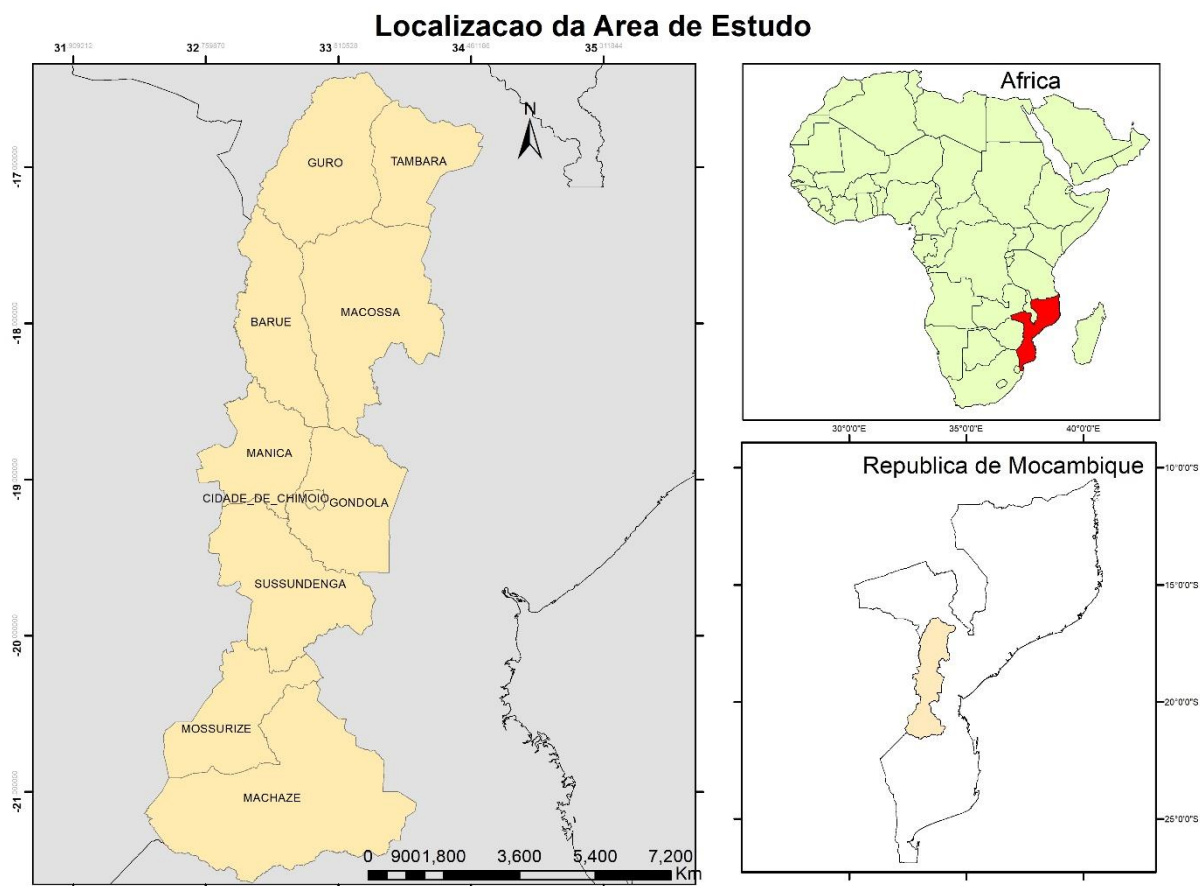 Localizacao da Area de Estudo
31 32 33 34 35
-17
-18
-19
-20
-21
N
GURO
TAMBARA
BARUE
MACOSSA
MANICA
CIDADE_DE_CHIMOIO
GONDOLA
SUSSUNDENGA
MOSSURIZE
MACHAZE
0 900 1,800 3,600 5,400 7,200
Km
Africa
30°0'0"E 35°0'0"E 40°0'0"E
Republica de Mocambique
10°0'0"S
15°0'0"S
20°0'0"S
25°0'0"S